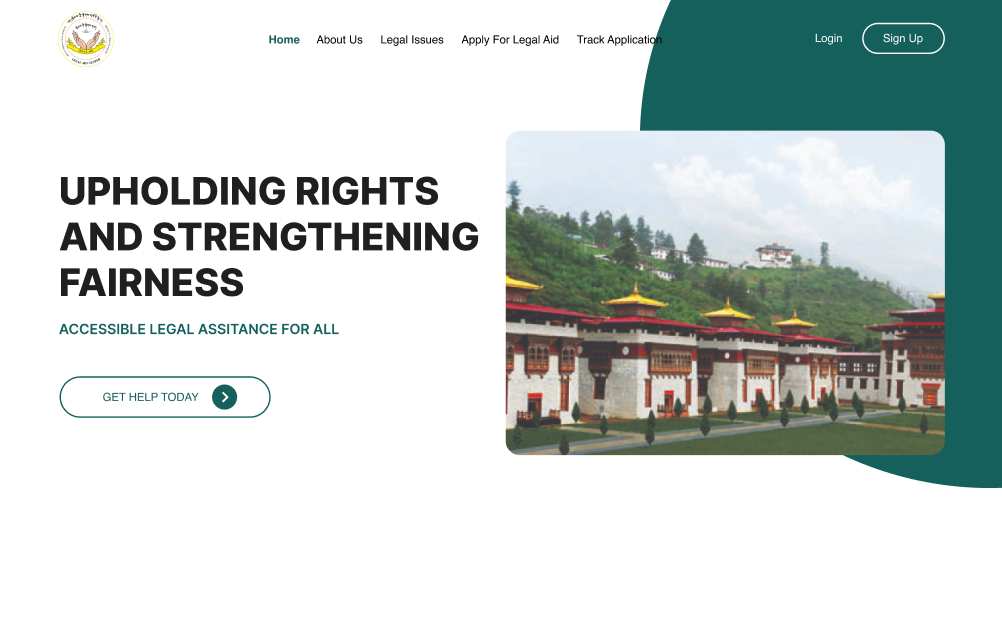 Home About Us Legal Issues Apply For Legal Aid Track Application Login Sign Up
UPHOLDING RIGHTS
AND STRENGTHENING
FAIRNESS
ACCESSIBLE LEGAL ASSITANCE FOR ALL
GET HELP TODAY